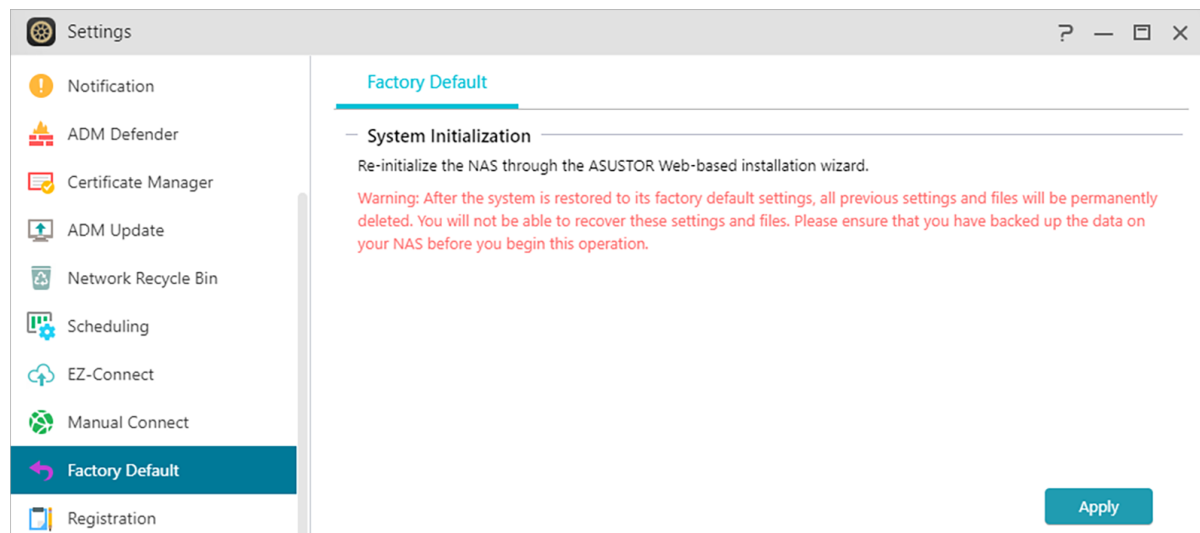 Settings
Notification
ADM Defender
Certificate Manager
ADM Update
Network Recycle Bin
Scheduling
EZ-Connect
Manual Connect
Factory Default
Registration
Factory Default
System Initialization
Re-initialize the NAS through the ASUSTOR Web-based installation wizard.
Warning: After the system is restored to its factory default settings, all previous settings and files will be permanently
deleted. You will not be able to recover these settings and files. Please ensure that you have backed up the data on
your NAS before you begin this operation.
Apply